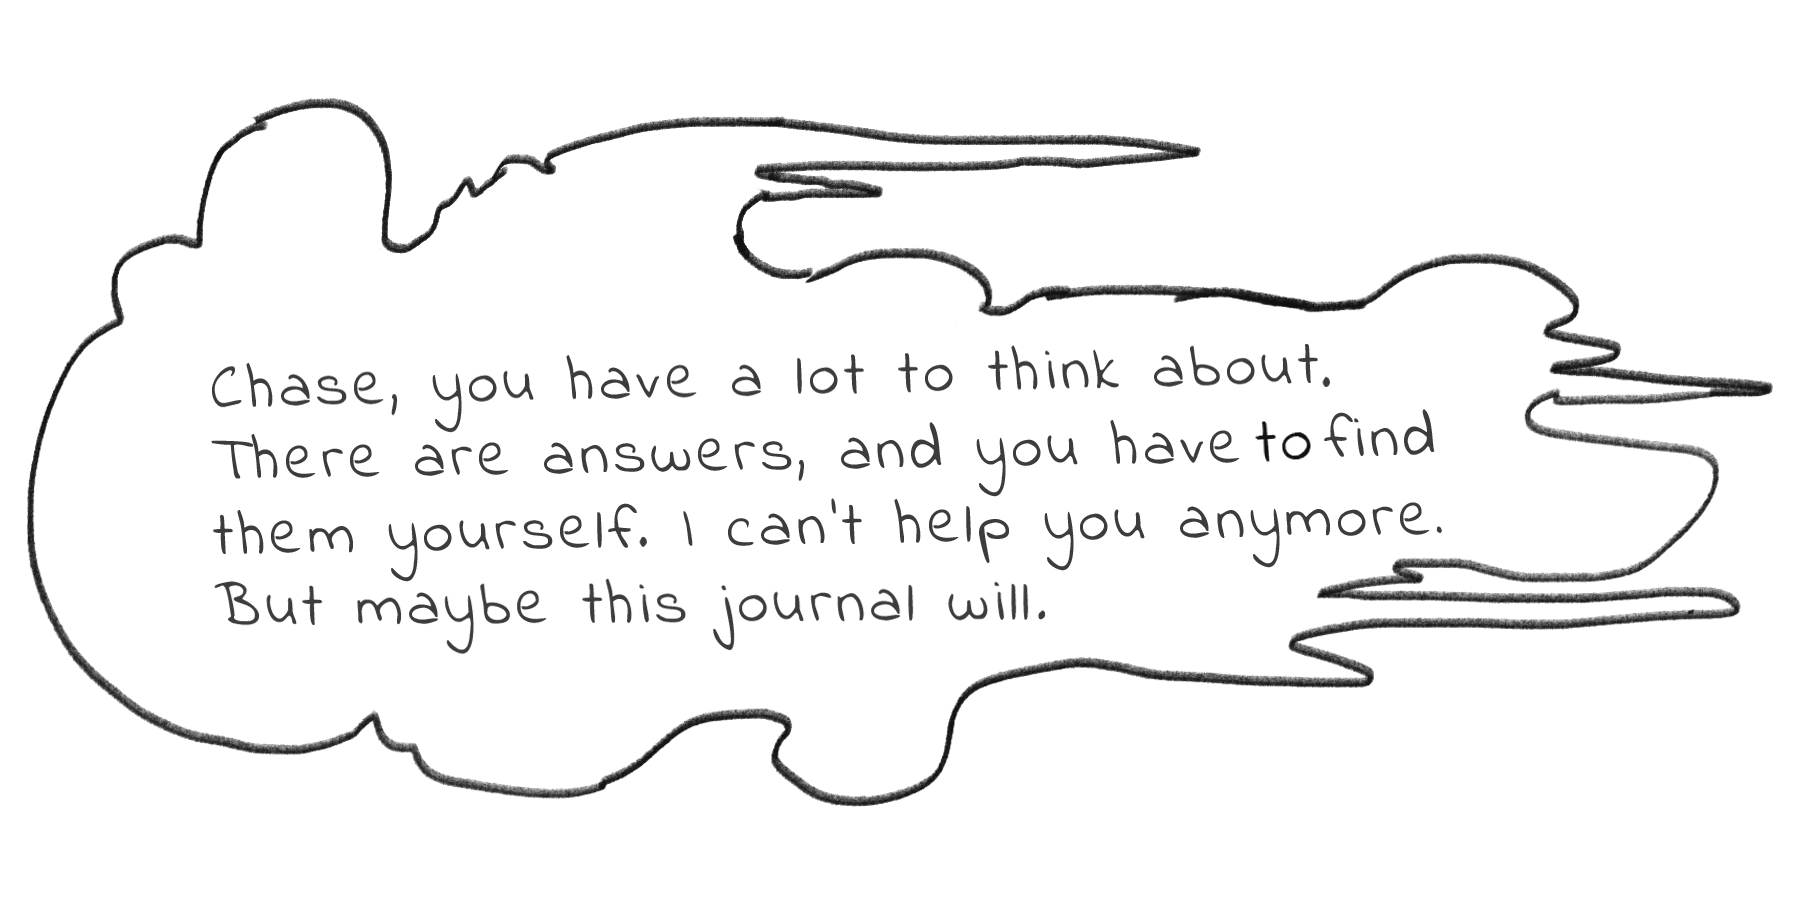 Chase, you have a lot to think about.
There are answers, and you have to find
them yourself. I can't help you anymore.
But maybe this journal will.